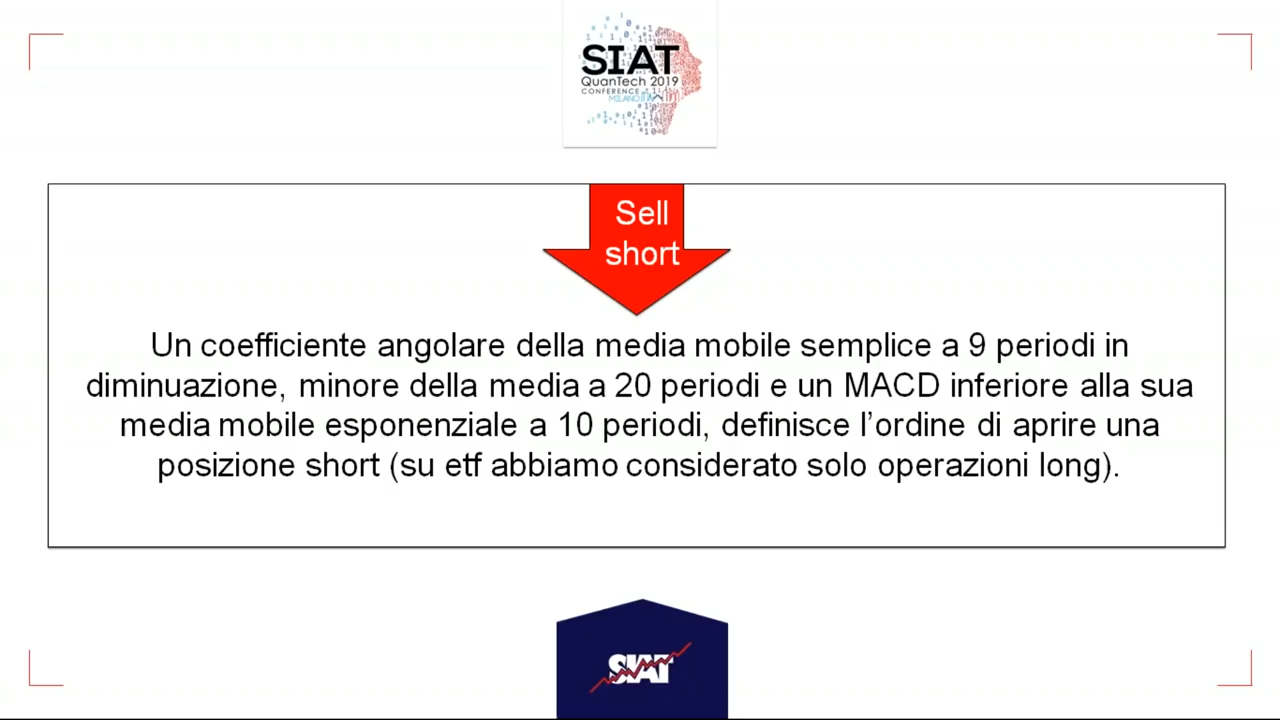 SIAT
QuanTech 2019
CONFERENCE
Sell
short
Un coefficiente angolare della media mobile semplice a 9 periodi in
diminuazione, minore della media a 20 periodi e un MACD inferiore alla sua
media mobile esponenziale a 10 periodi, definisce l’ordine di aprire una
posizione short (su etf abbiamo considerato solo operazioni long).
SIAT